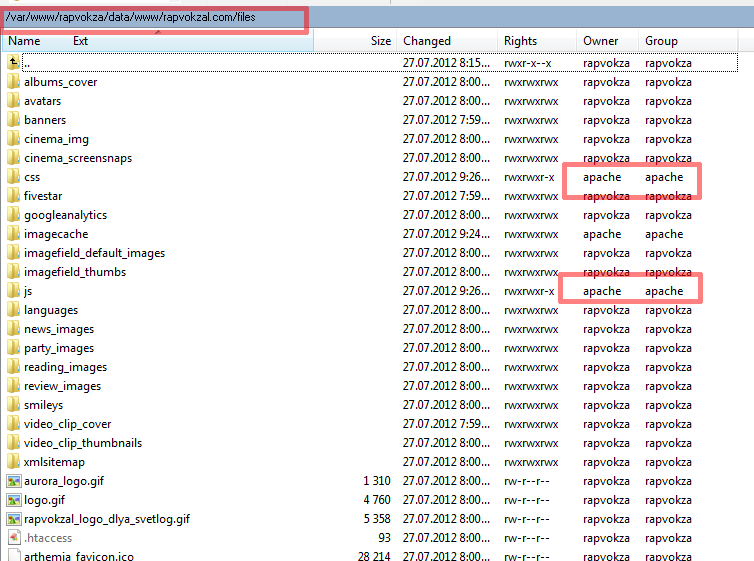 /var/www/rapvokza/data/www/rapvokzal.com/files
Name Ext Size Changed Rights Owner Group
.. 27.07.2012 8:15... rwxr-x--x rapvokza rapvokza
albums_cover 27.07.2012 8:00... rwxrwxrwx rapvokza rapvokza
avatars 27.07.2012 8:00... rwxrwxrwx rapvokza rapvokza
banners 27.07.2012 7:59... rwxrwxrwx rapvokza rapvokza
cinema_img 27.07.2012 8:00... rwxrwxrwx rapvokza rapvokza
cinema_screensnaps 27.07.2012 8:00... rwxrwxrwx rapvokza rapvokza
css 27.07.2012 9:26... rwxrwxr-x apache apache
fivestar 27.07.2012 7:59... rwxrwxrwx rapvokza rapvokza
googleanalytics 27.07.2012 8:00... rwxrwxrwx rapvokza rapvokza
imagecache 27.07.2012 9:24... rwxrwxrwx apache apache
imagefield_default_images 27.07.2012 8:00... rwxrwxrwx rapvokza rapvokza
imagefield_thumbs 27.07.2012 8:00... rwxrwxrwx rapvokza rapvokza
js 27.07.2012 9:26... rwxrwxr-x apache apache
languages 27.07.2012 8:00... rwxrwxrwx rapvokza rapvokza
news_images 27.07.2012 8:00... rwxrwxrwx rapvokza rapvokza
party_images 27.07.2012 8:00... rwxrwxrwx rapvokza rapvokza
reading_images 27.07.2012 8:00... rwxrwxrwx rapvokza rapvokza
review_images 27.07.2012 8:00... rwxrwxrwx rapvokza rapvokza
smileys 27.07.2012 8:00... rwxrwxrwx rapvokza rapvokza
video_clip_cover 27.07.2012 7:59... rwxrwxrwx rapvokza rapvokza
video_clip_thumbnails 27.07.2012 8:00... rwxrwxrwx rapvokza rapvokza
xmlsitemap 27.07.2012 8:00... rwxrwxrwx rapvokza rapvokza
aurora_logo.gif 1 310 27.07.2012 8:00... rw-r--r-- rapvokza rapvokza
logo.gif 4 760 27.07.2012 8:00... rw-r--r-- rapvokza rapvokza
rapvokzal_logo_dlya_svetlog.gif 5 358 27.07.2012 8:00... rw-r--r-- rapvokza rapvokza
.htaccess 93 27.07.2012 8:00... rw-r--r-- rapvokza rapvokza
arthemia_favicon.ico 28 214 27.07.2012 8:00... rw-r--r-- rapvokza rapvokza